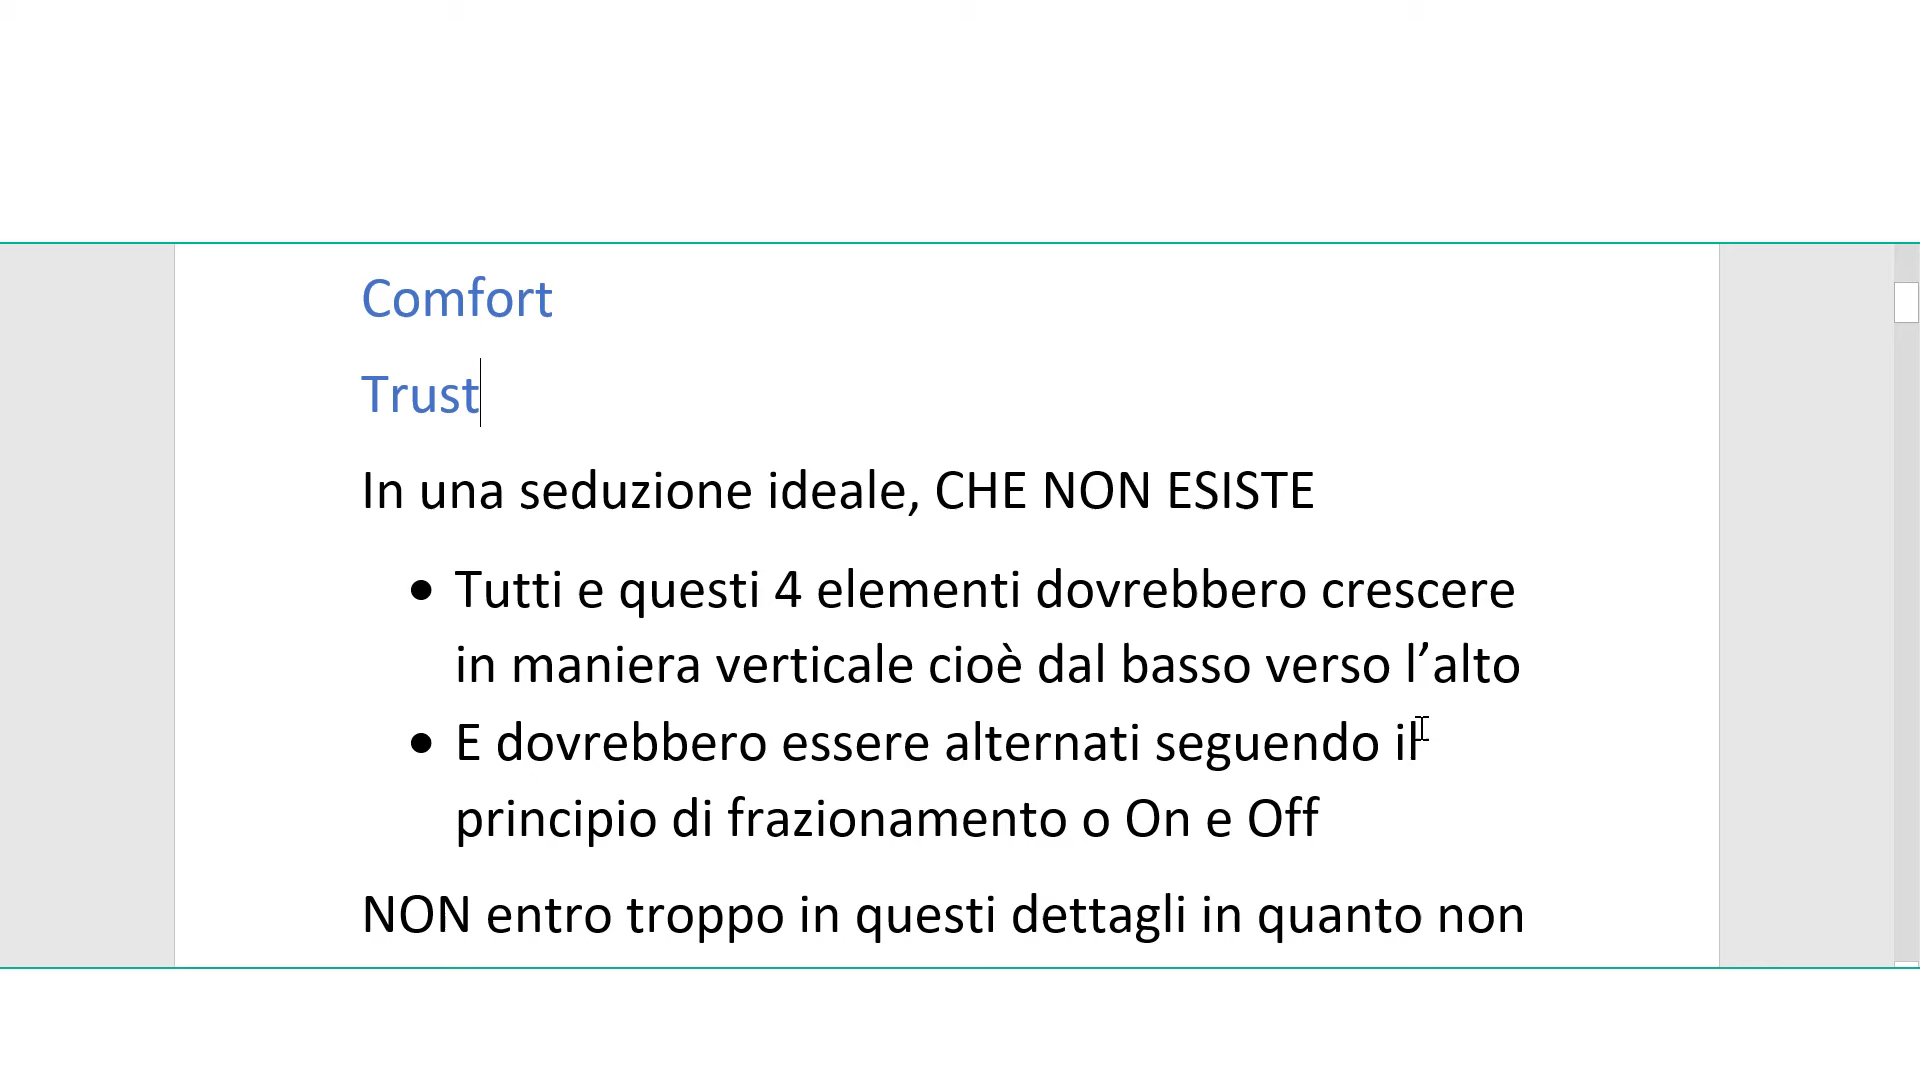 Comfort
Trust
In una seduzione ideale, CHE NON ESISTE
• Tutti e questi 4 elementi dovrebbero crescere
in maniera verticale cioè dal basso verso l’alto
• E dovrebbero essere alternati seguendo il
principio di frazionamento o On e Off
NON entro troppo in questi dettagli in quanto non